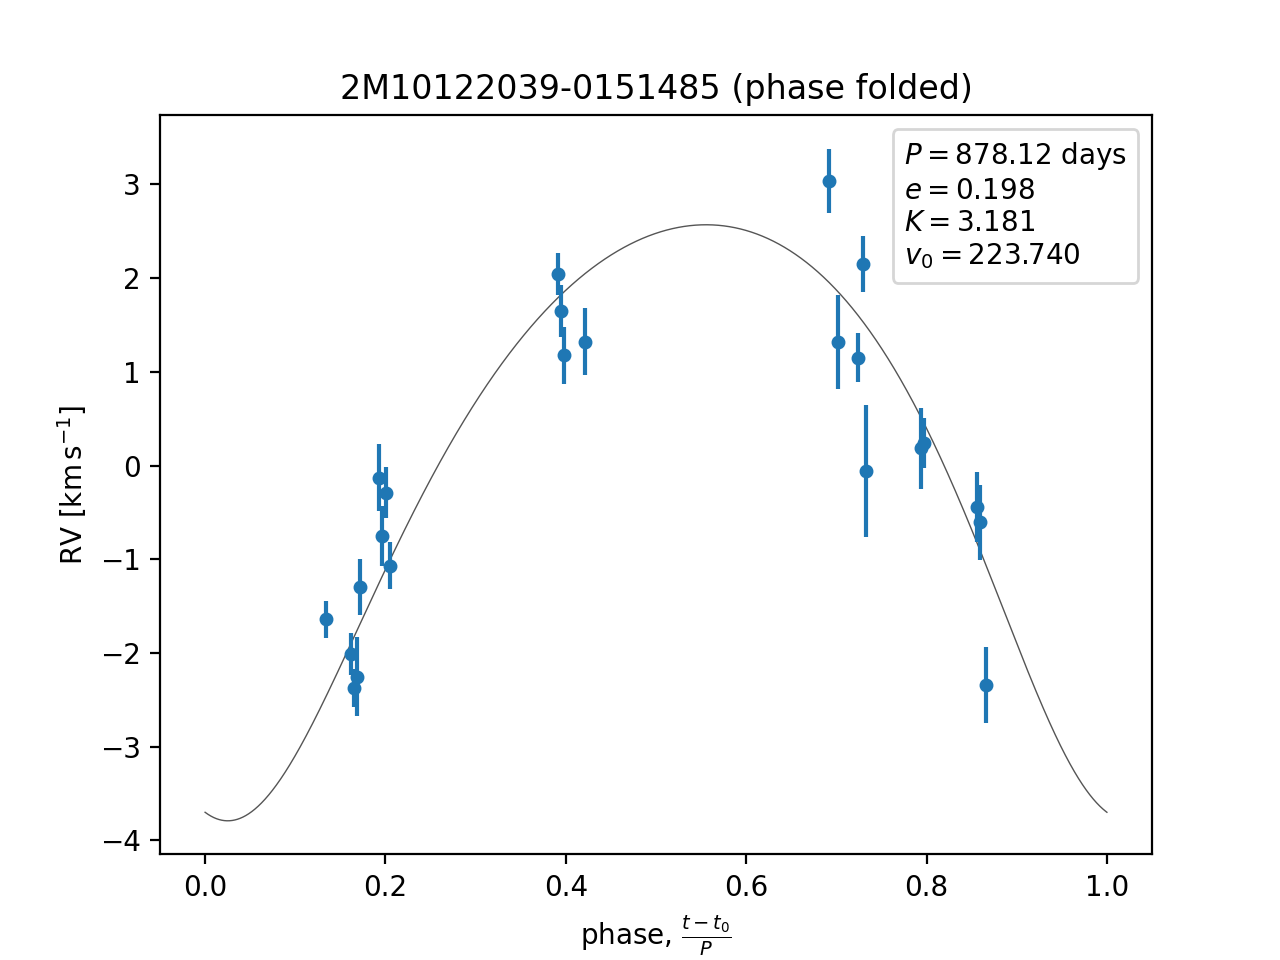 2M10122039-0151485 (phase folded)
P = 878.12 days
e = 0.198
K = 3.181
v₀ = 223.740
RV [km s⁻¹]
3
2
1
0
−1
−2
−3
−4
0.0 0.2 0.4 0.6 0.8 1.0
phase, (t − t₀)/P